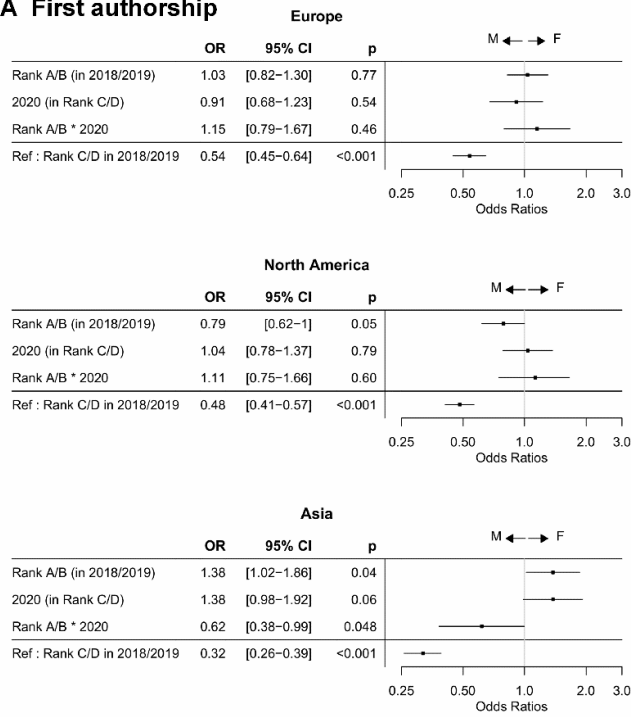 A First authorship
Europe
OR 95% CI p M F
Rank A/B (in 2018/2019) 1.03 [0.82−1.30] 0.77
2020 (in Rank C/D) 0.91 [0.68−1.23] 0.54
Rank A/B * 2020 1.15 [0.79−1.67] 0.46
Ref : Rank C/D in 2018/2019 0.54 [0.45−0.64] <0.001
0.25 0.50 1.0 2.0 3.0
Odds Ratios
North America
OR 95% CI p M F
Rank A/B (in 2018/2019) 0.79 [0.62−1] 0.05
2020 (in Rank C/D) 1.04 [0.78−1.37] 0.79
Rank A/B * 2020 1.11 [0.75−1.66] 0.60
Ref : Rank C/D in 2018/2019 0.48 [0.41−0.57] <0.001
0.25 0.50 1.0 2.0 3.0
Odds Ratios
Asia
OR 95% CI p M F
Rank A/B (in 2018/2019) 1.38 [1.02−1.86] 0.04
2020 (in Rank C/D) 1.38 [0.98−1.92] 0.06
Rank A/B * 2020 0.62 [0.38−0.99] 0.048
Ref : Rank C/D in 2018/2019 0.32 [0.26−0.39] <0.001
0.25 0.50 1.0 2.0 3.0
Odds Ratios